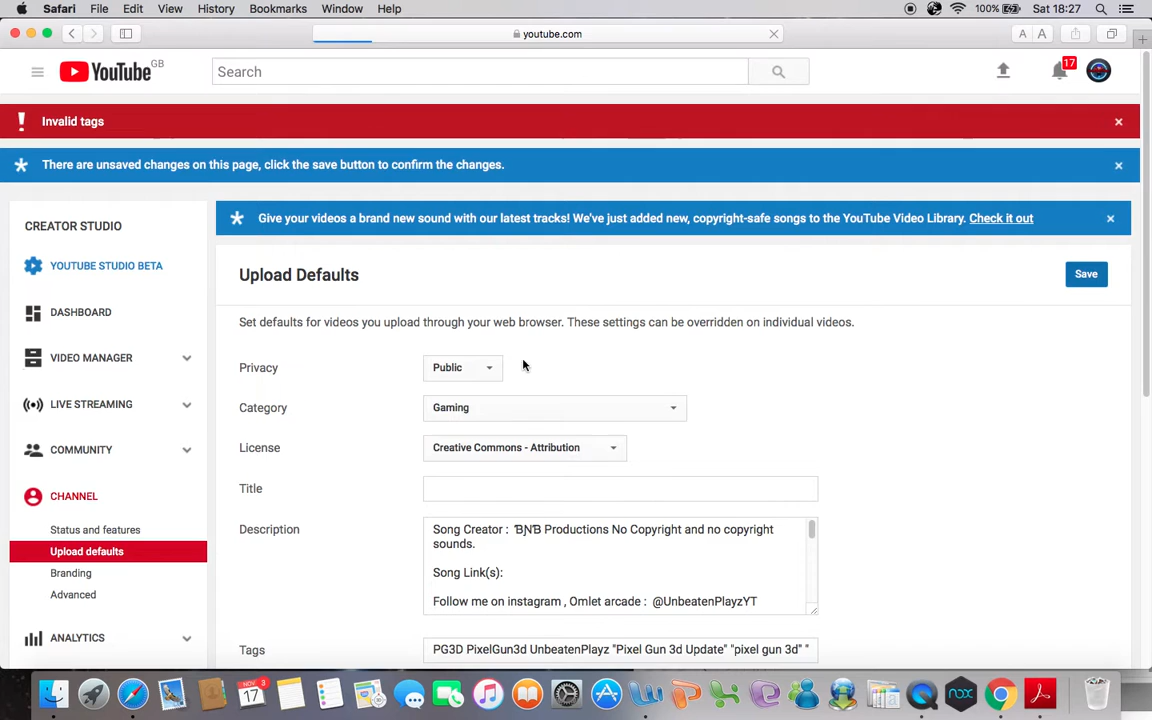 Safari File Edit View History Bookmarks Window Help 100% Sat 18:27
youtube.com A A
YouTube GB Search 17
Invalid tags
There are unsaved changes on this page, click the save button to confirm the changes.
Give your videos a brand new sound with our latest tracks! We've just added new, copyright-safe songs to the YouTube Video Library. Check it out
CREATOR STUDIO
YOUTUBE STUDIO BETA
DASHBOARD
VIDEO MANAGER
LIVE STREAMING
COMMUNITY
CHANNEL
Status and features
Upload defaults
Branding
Advanced
ANALYTICS
Upload Defaults Save
Set defaults for videos you upload through your web browser. These settings can be overridden on individual videos.
Privacy Public
Category Gaming
License Creative Commons - Attribution
Title
Description Song Creator : ƁƝƁ Productions No Copyright and no copyright
sounds.
Song Link(s):
Follow me on instagram , Omlet arcade : @UnbeatenPlayzYT
Tags PG3D PixelGun3d UnbeatenPlayz "Pixel Gun 3d Update" "pixel gun 3d" "
NOV 3
17
nox